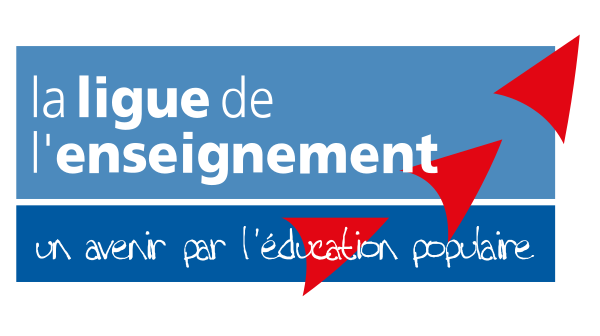 la ligue de
l'enseignement
un avenir par l'éducation populaire